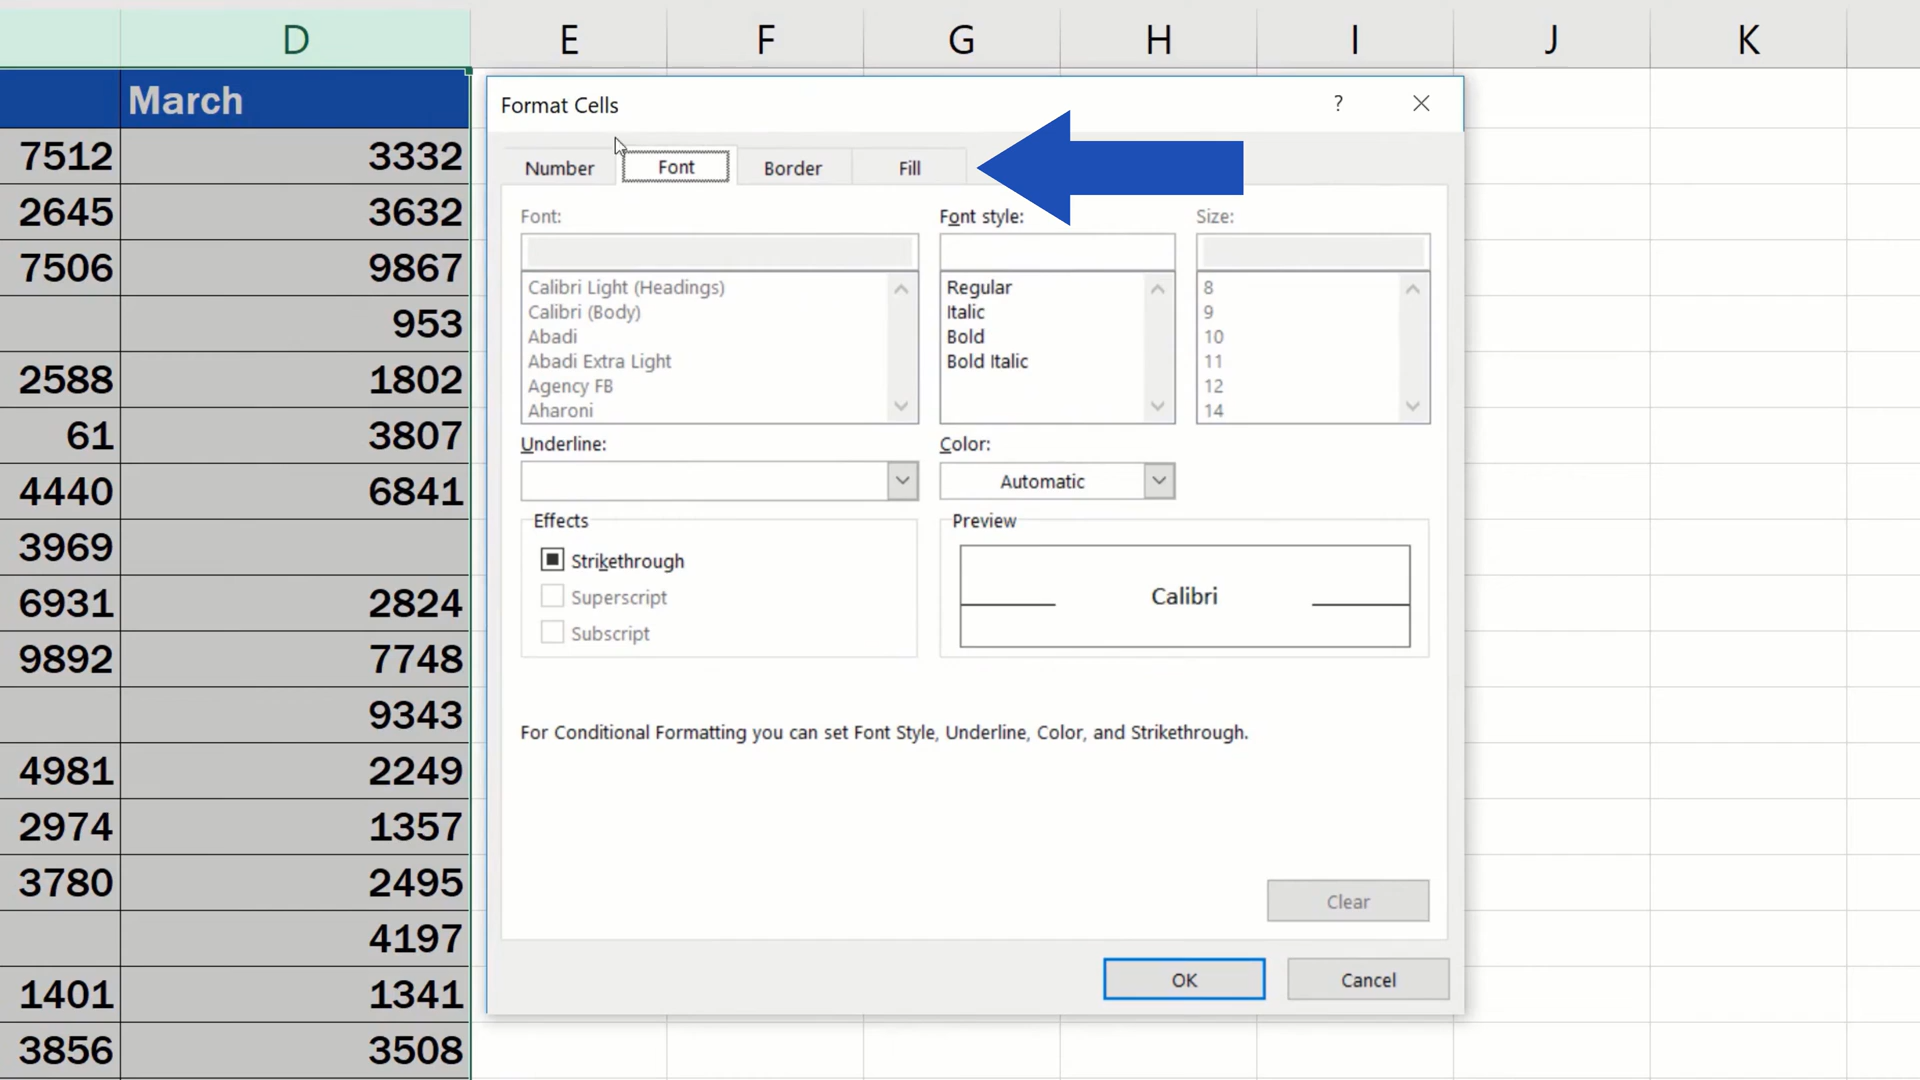 D E F G H I J K
March
7512 3332
2645 3632
7506 9867
953
2588 1802
61 3807
4440 6841
3969
6931 2824
9892 7748
9343
4981 2249
2974 1357
3780 2495
4197
1401 1341
3856 3508
Format Cells ?
Number Font Border Fill
Font: Font style: Size:
Calibri Light (Headings) Regular 8
Calibri (Body) Italic 9
Abadi Bold 10
Abadi Extra Light Bold Italic 11
Agency FB 12
Aharoni 14
Underline: Color:
Automatic
Effects Preview
Strikethrough
Superscript Calibri
Subscript
For Conditional Formatting you can set Font Style, Underline, Color, and Strikethrough.
Clear
OK Cancel